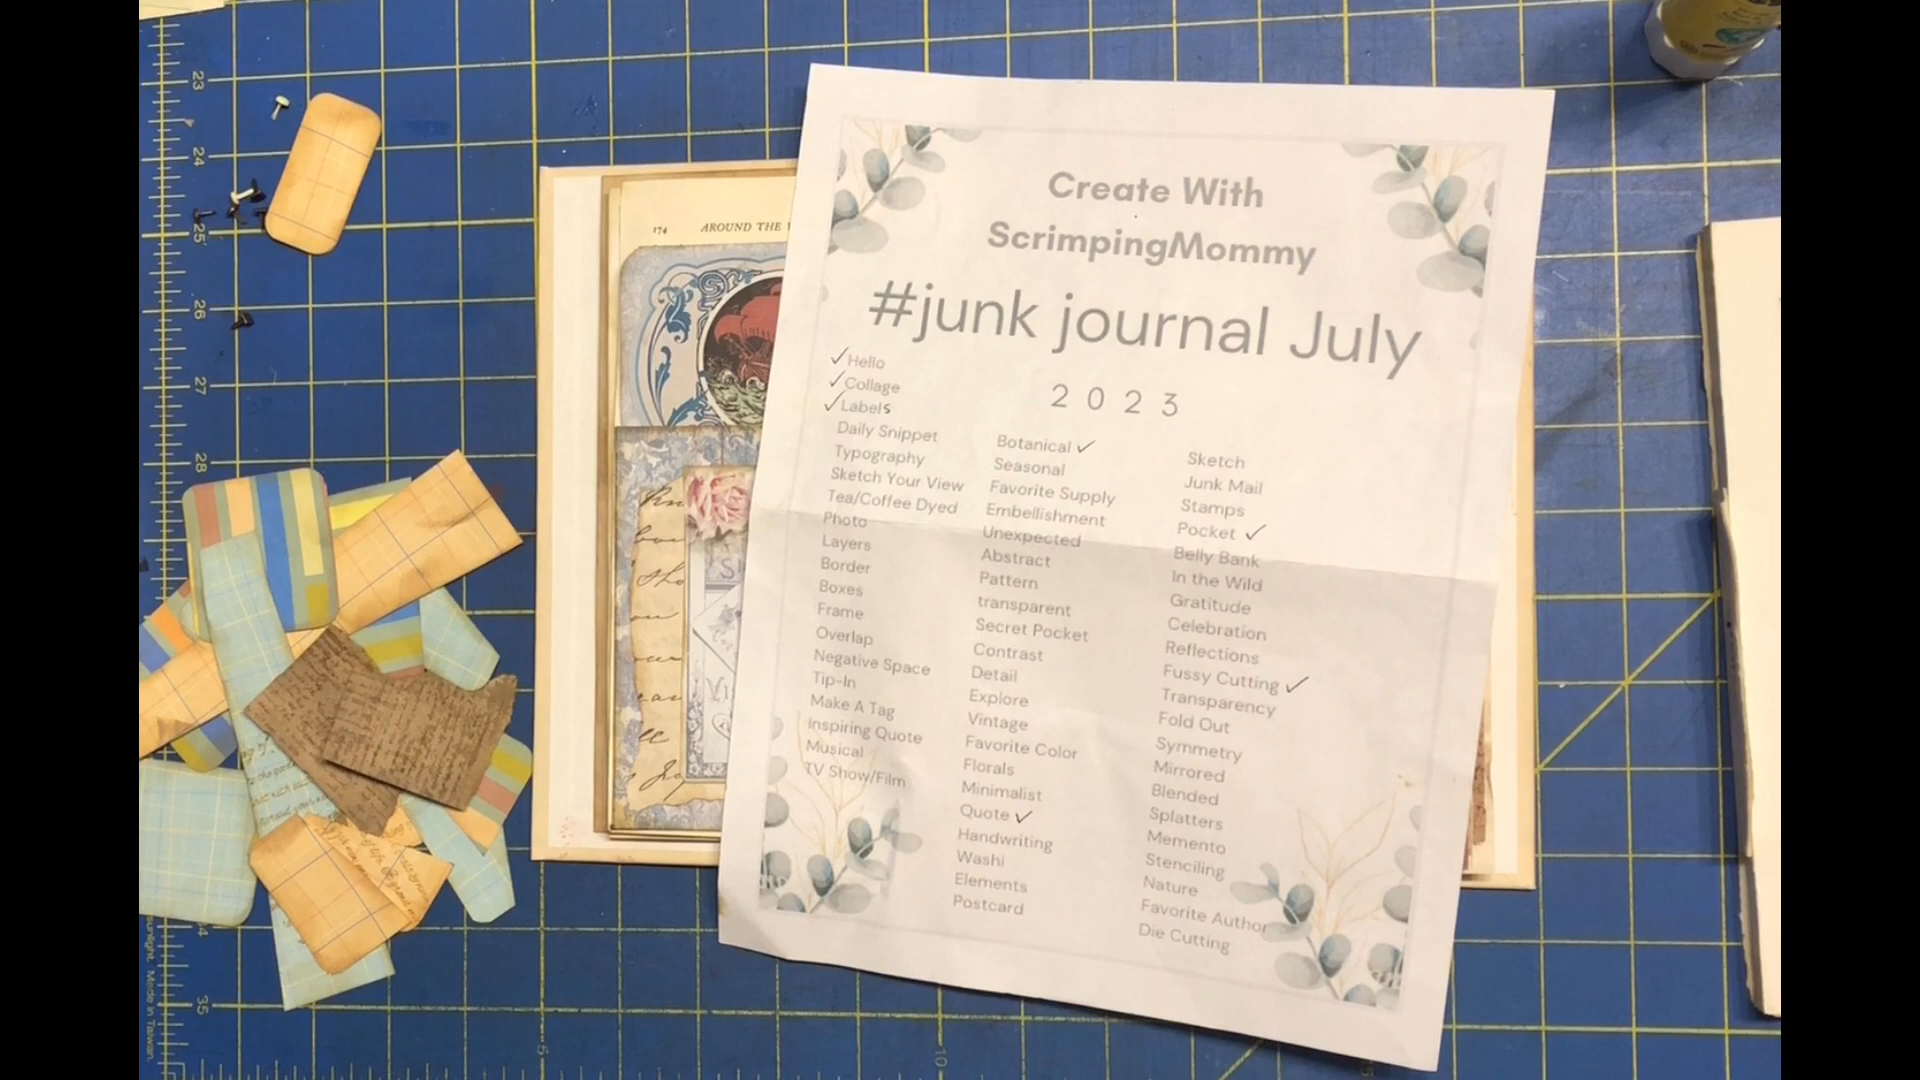 Create With
ScrimpingMommy
#junk journal July
2023
Hello
Collage
Labels
Daily Snippet
Typography
Sketch Your View
Tea/Coffee Dyed
Photo
Layers
Border
Boxes
Frame
Overlap
Negative Space
Tip-In
Make A Tag
Inspiring Quote
Musical
TV Show/Film
Botanical
Seasonal
Favorite Supply
Embellishment
Unexpected
Abstract
Pattern
transparent
Secret Pocket
Contrast
Detail
Explore
Vintage
Favorite Color
Florals
Minimalist
Quote
Handwriting
Washi
Elements
Postcard
Sketch
Junk Mail
Stamps
Pocket
Belly Bank
In the Wild
Gratitude
Celebration
Reflections
Fussy Cutting
Transparency
Fold Out
Symmetry
Mirrored
Blended
Splatters
Memento
Stenciling
Nature
Favorite Author
Die Cutting
174 AROUND THE
23
24
25
26
27
28
35
5
10
Made in Taiwan.